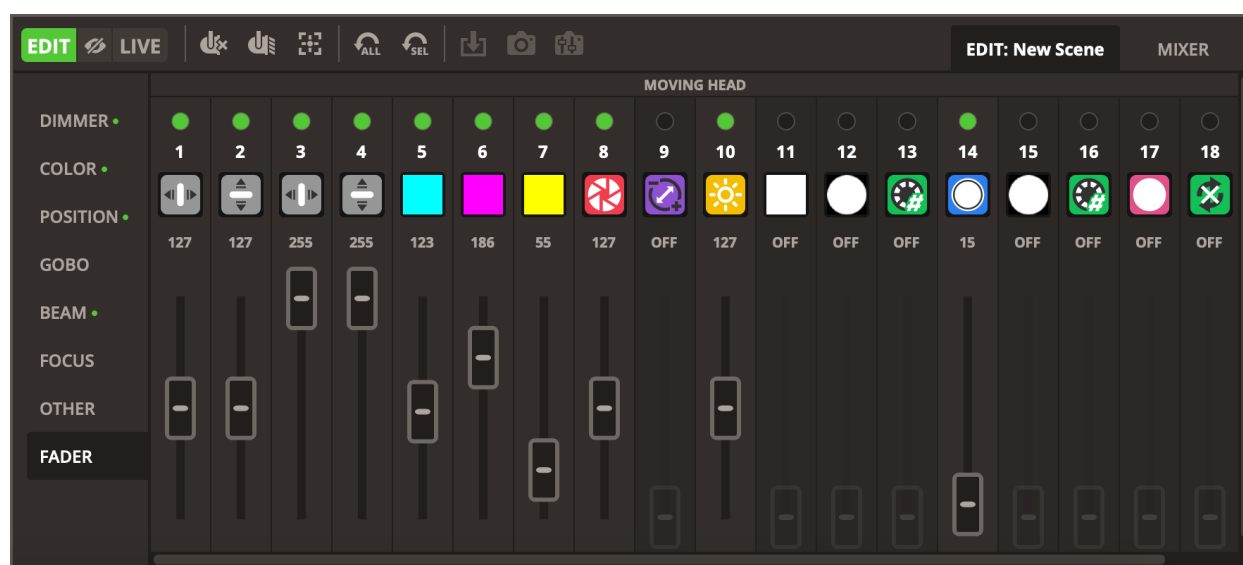 EDIT LIVE ALL SEL EDIT: New Scene MIXER
MOVING HEAD
DIMMER
COLOR
POSITION
GOBO
BEAM
FOCUS
OTHER
FADER
1 2 3 4 5 6 7 8 9 10 11 12 13 14 15 16 17 18
# #
127 127 255 255 123 186 55 127 OFF 127 OFF OFF OFF 15 OFF OFF OFF OFF